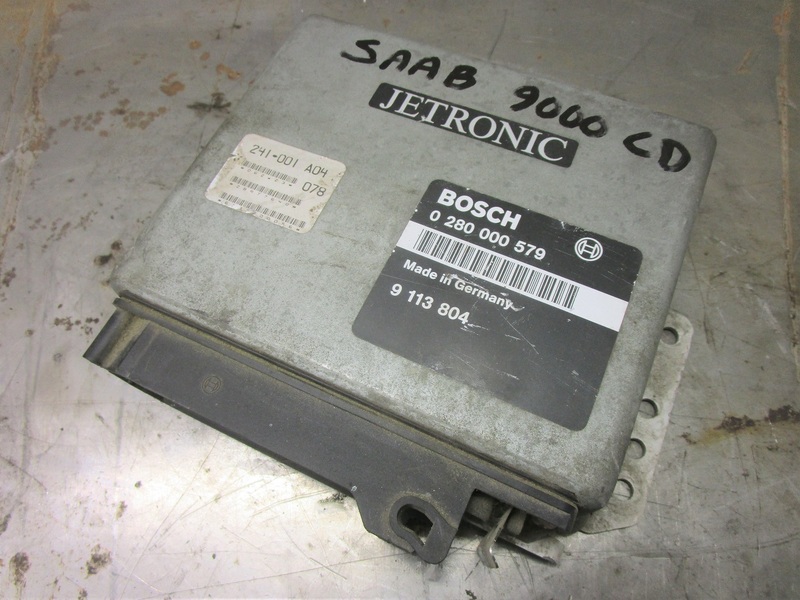 SAAB 9000 CD
JETRONIC
241-001 A04
078
BOSCH
0 280 000 579
Made in Germany
9 113 804